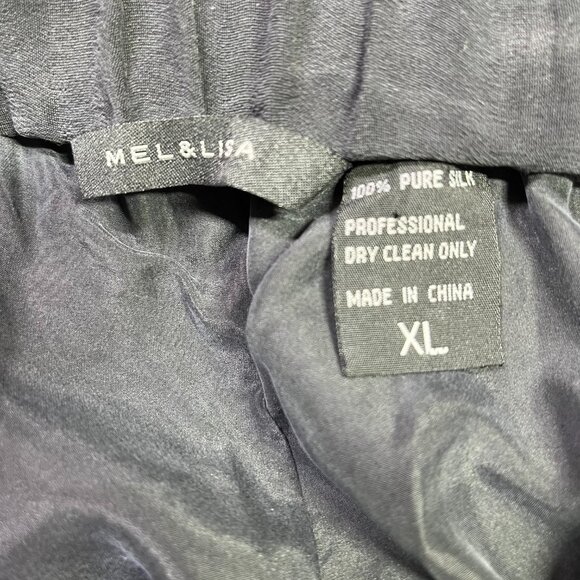 MEL&LISA
100% PURE SILK
PROFESSIONAL
DRY CLEAN ONLY
MADE IN CHINA
XL